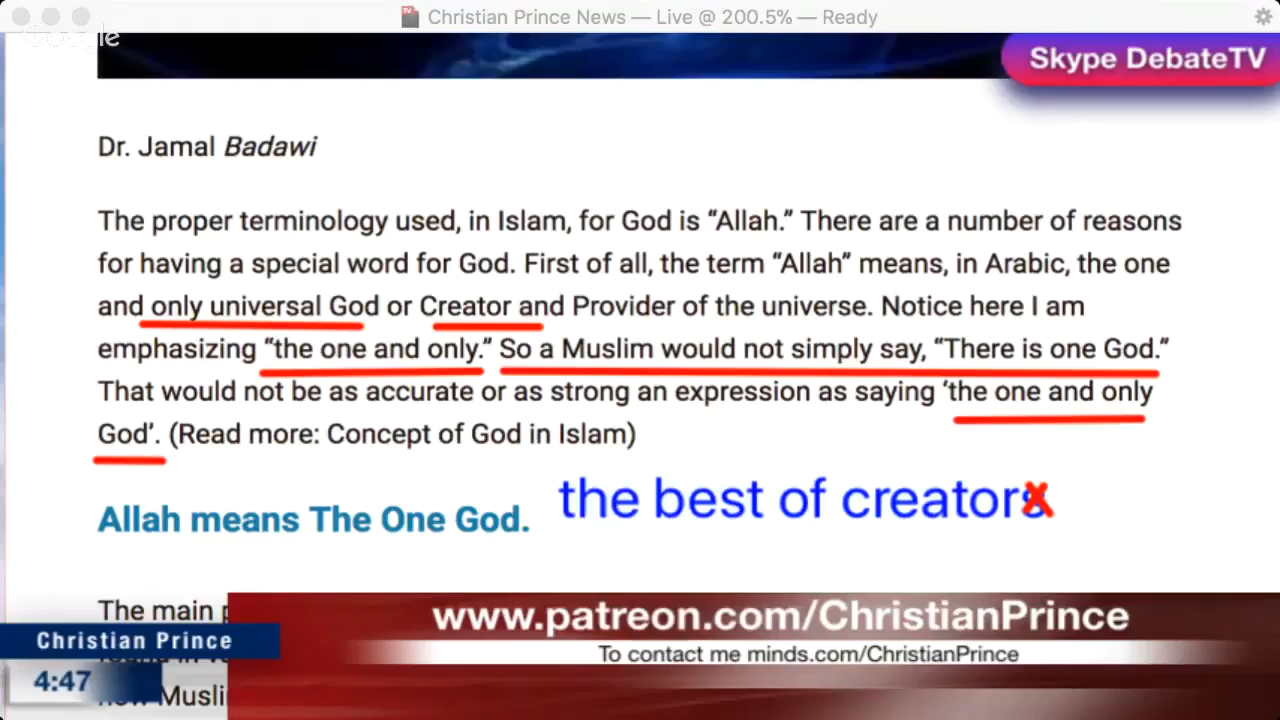 Christian Prince News — Live @ 200.5% — Ready
Google
Skype DebateTV
Dr. Jamal Badawi
The proper terminology used, in Islam, for God is “Allah.” There are a number of reasons
for having a special word for God. First of all, the term “Allah” means, in Arabic, the one
and only universal God or Creator and Provider of the universe. Notice here I am
emphasizing “the one and only.” So a Muslim would not simply say, “There is one God.”
That would not be as accurate or as strong an expression as saying ‘the one and only
God’. (Read more: Concept of God in Islam)
the best of creators
Allah means The One God.
The main
www.patreon.com/ChristianPrince
Christian Prince
To contact me minds.com/ChristianPrince
4:47